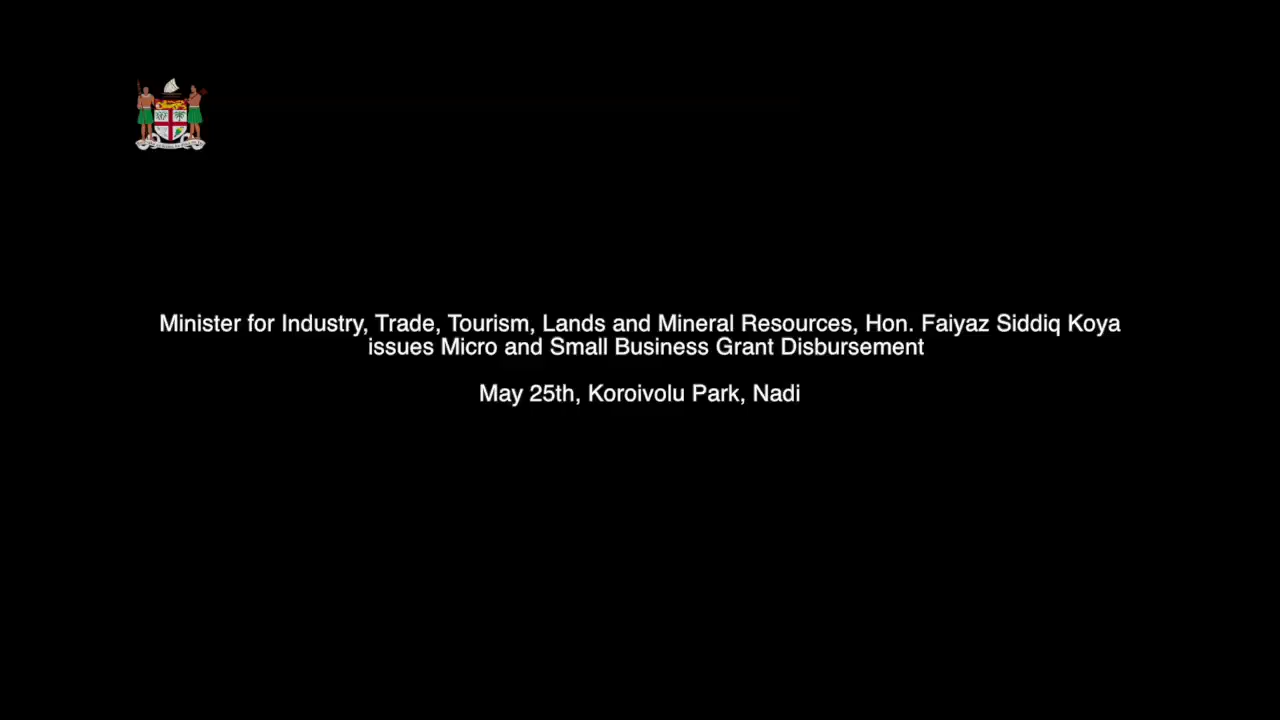 Minister for Industry, Trade, Tourism, Lands and Mineral Resources, Hon. Faiyaz Siddiq Koya
issues Micro and Small Business Grant Disbursement
May 25th, Koroivolu Park, Nadi